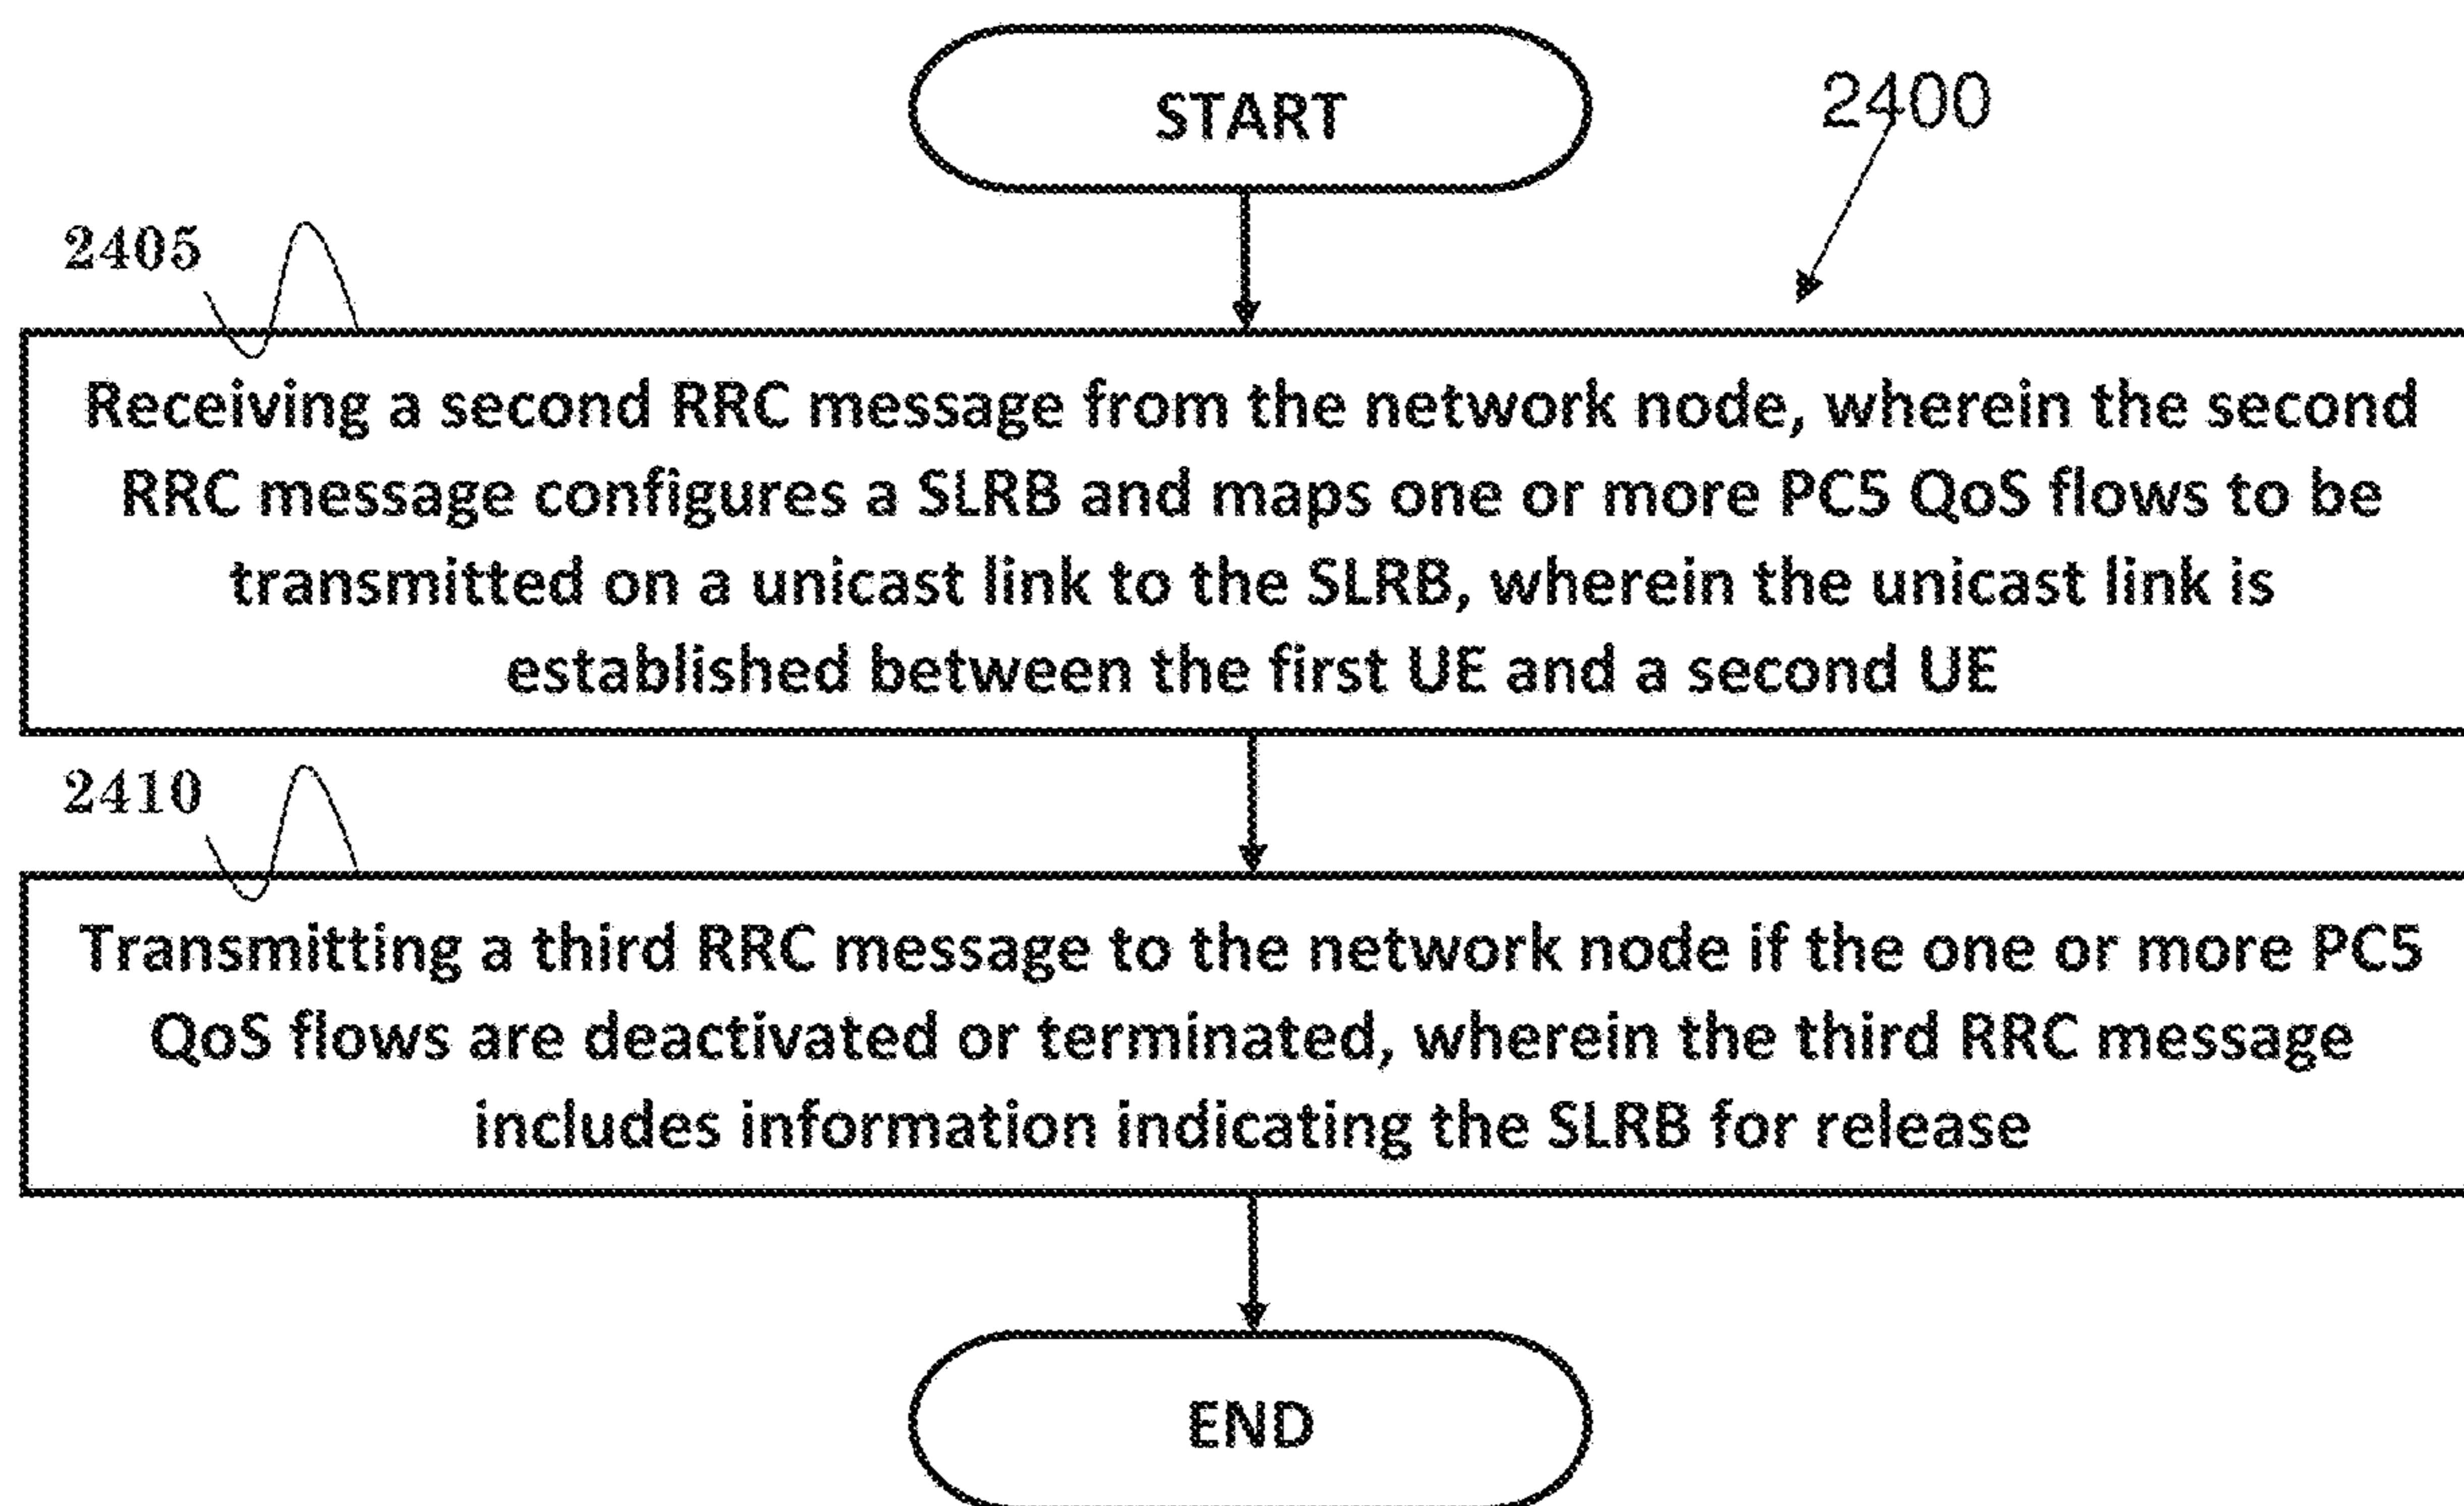 START
2400
2405
Receiving a second RRC message from the network node, wherein the second
RRC message configures a SLRB and maps one or more PC5 QoS flows to be
transmitted on a unicast link to the SLRB, wherein the unicast link is
established between the first UE and a second UE
2410
Transmitting a third RRC message to the network node if the one or more PC5
QoS flows are deactivated or terminated, wherein the third RRC message
includes information indicating the SLRB for release
END